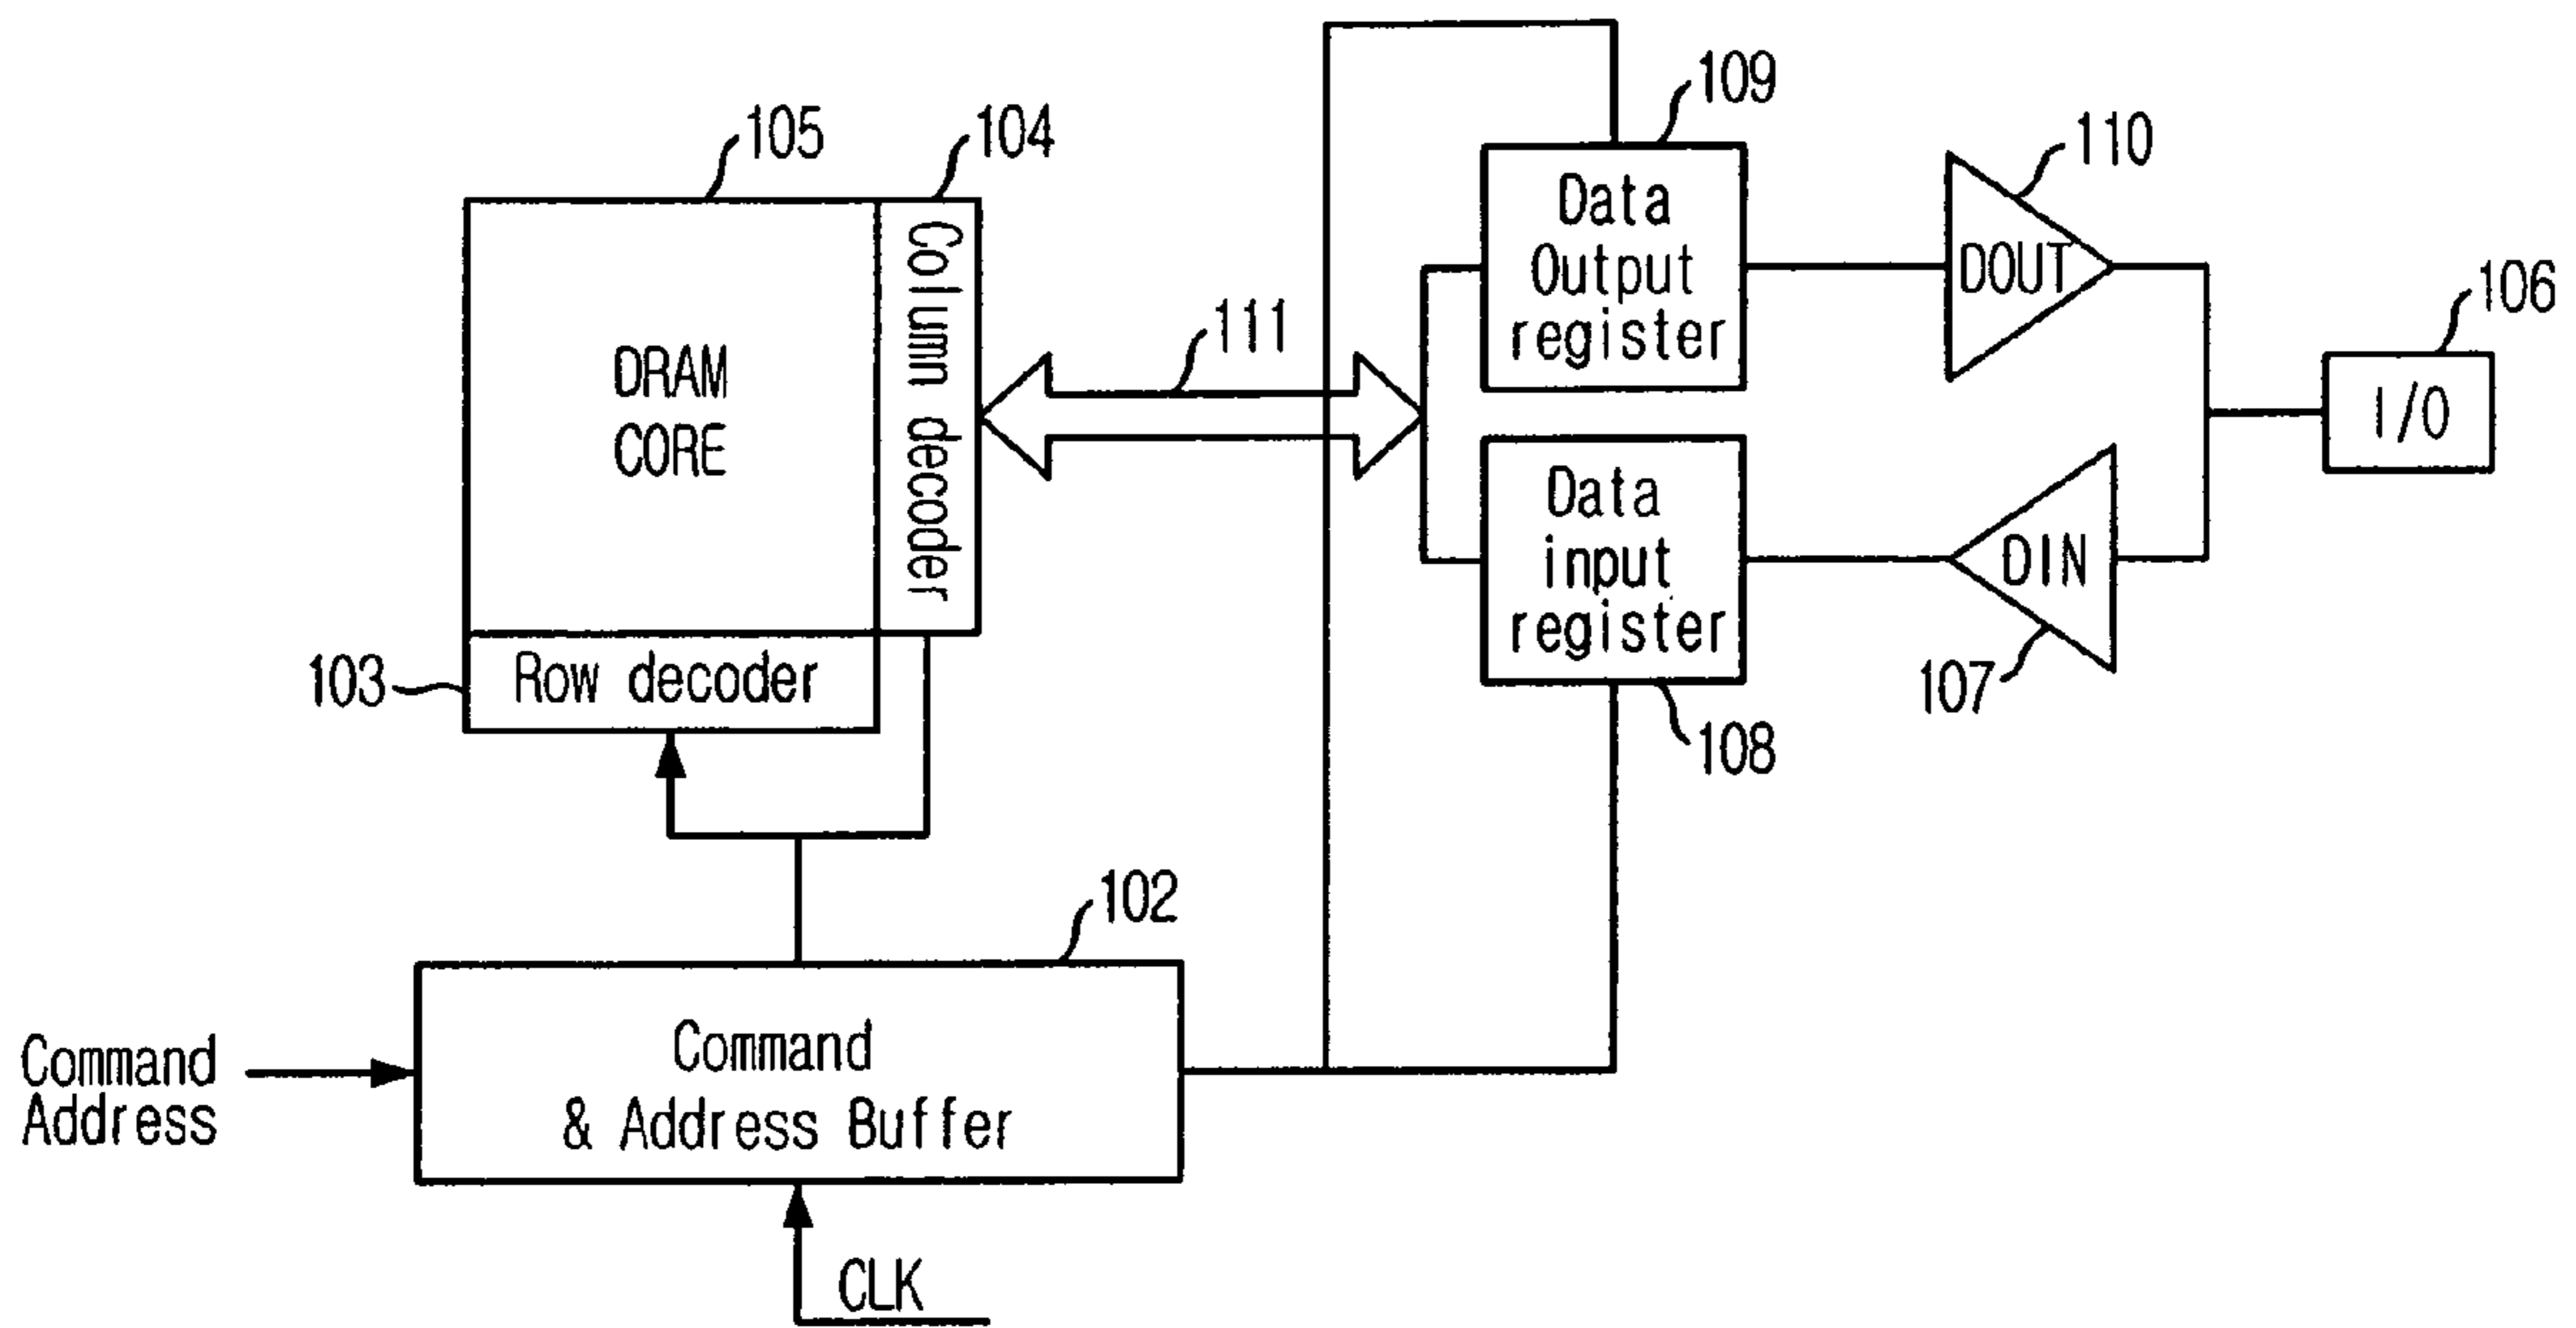 109
110
105
104
Data
Output
register
DOUT
106
I/O
111
Column decoder
DRAM
CORE
Data
input
register
DIN
107
108
103
Row decoder
102
Command
Address
Command
& Address Buffer
CLK